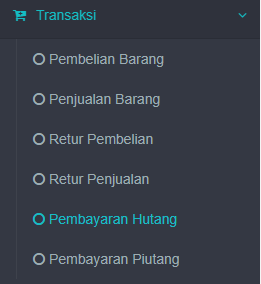 Transaksi
Pembelian Barang
Penjualan Barang
Retur Pembelian
Retur Penjualan
Pembayaran Hutang
Pembayaran Piutang